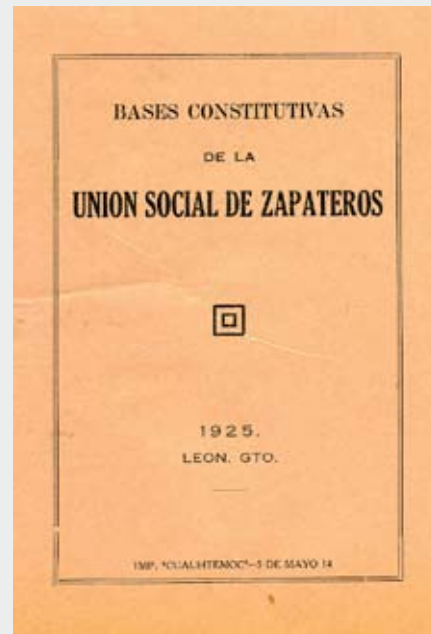 BASES CONSTITUTIVAS
DE LA
UNION SOCIAL DE ZAPATEROS
1925.
LEON. GTO.
IMP. "CUAUHTEMOC"–5 DE MAYO 14